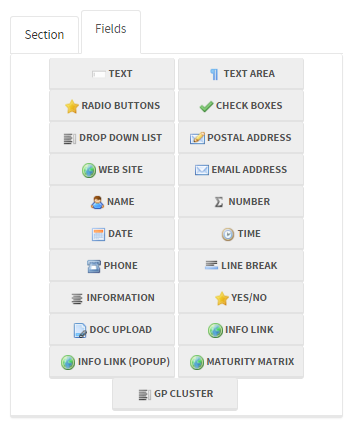 Section Fields
TEXT TEXT AREA
RADIO BUTTONS CHECK BOXES
DROP DOWN LIST POSTAL ADDRESS
WEB SITE EMAIL ADDRESS
NAME NUMBER
DATE TIME
PHONE LINE BREAK
INFORMATION YES/NO
DOC UPLOAD INFO LINK
INFO LINK (POPUP) MATURITY MATRIX
GP CLUSTER